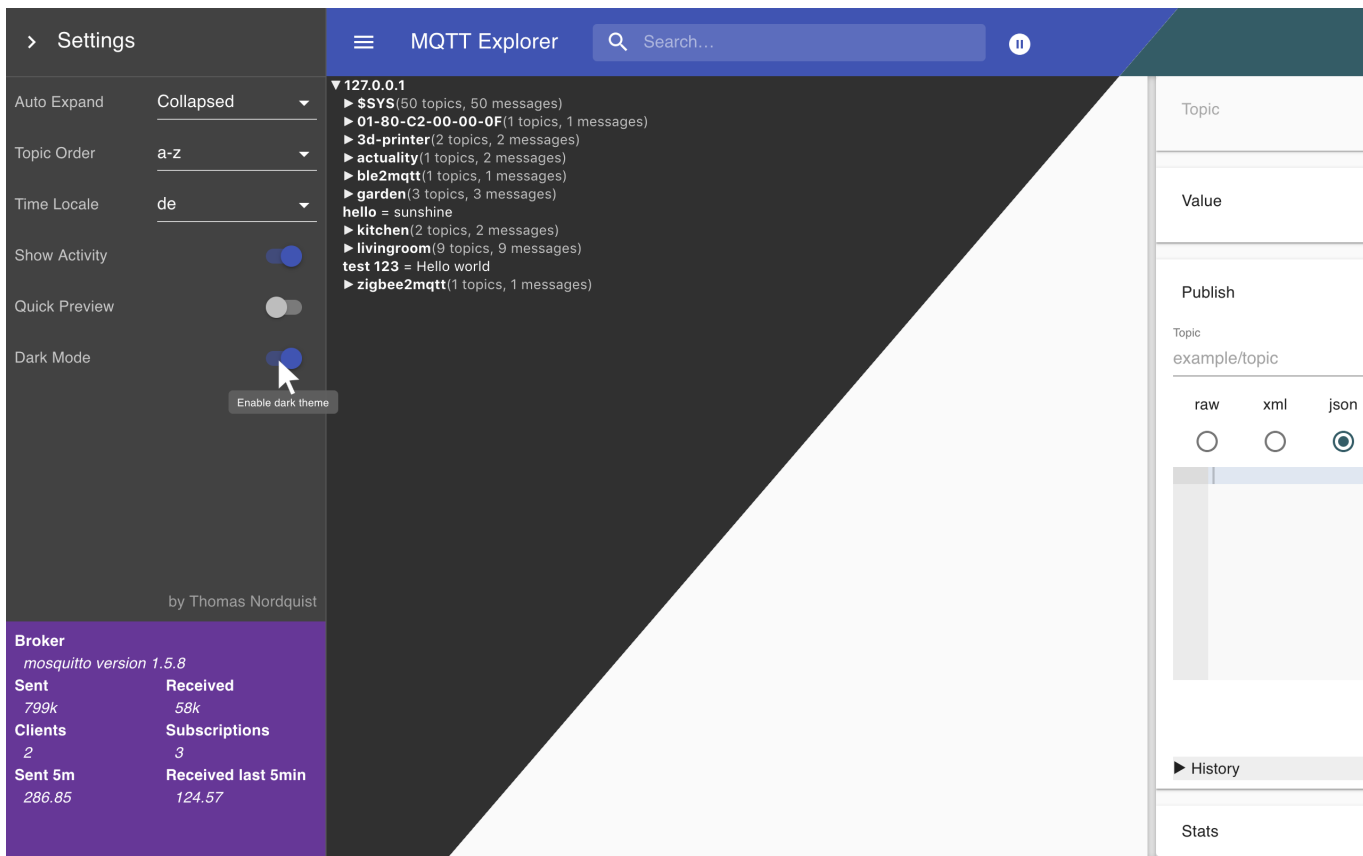 Settings
Auto Expand Collapsed
Topic Order a-z
Time Locale de
Show Activity
Quick Preview
Dark Mode
Enable dark theme
by Thomas Nordquist
Broker
mosquitto version 1.5.8
Sent Received
799k 58k
Clients Subscriptions
2 3
Sent 5m Received last 5min
286.85 124.57
MQTT Explorer Search...
▼ 127.0.0.1
▶ $SYS(50 topics, 50 messages)
▶ 01-80-C2-00-00-0F(1 topics, 1 messages)
▶ 3d-printer(2 topics, 2 messages)
▶ actuality(1 topics, 2 messages)
▶ ble2mqtt(1 topics, 1 messages)
▶ garden(3 topics, 3 messages)
hello = sunshine
▶ kitchen(2 topics, 2 messages)
▶ livingroom(9 topics, 9 messages)
test 123 = Hello world
▶ zigbee2mqtt(1 topics, 1 messages)
Topic
Value
Publish
Topic
example/topic
raw xml json
▶ History
Stats